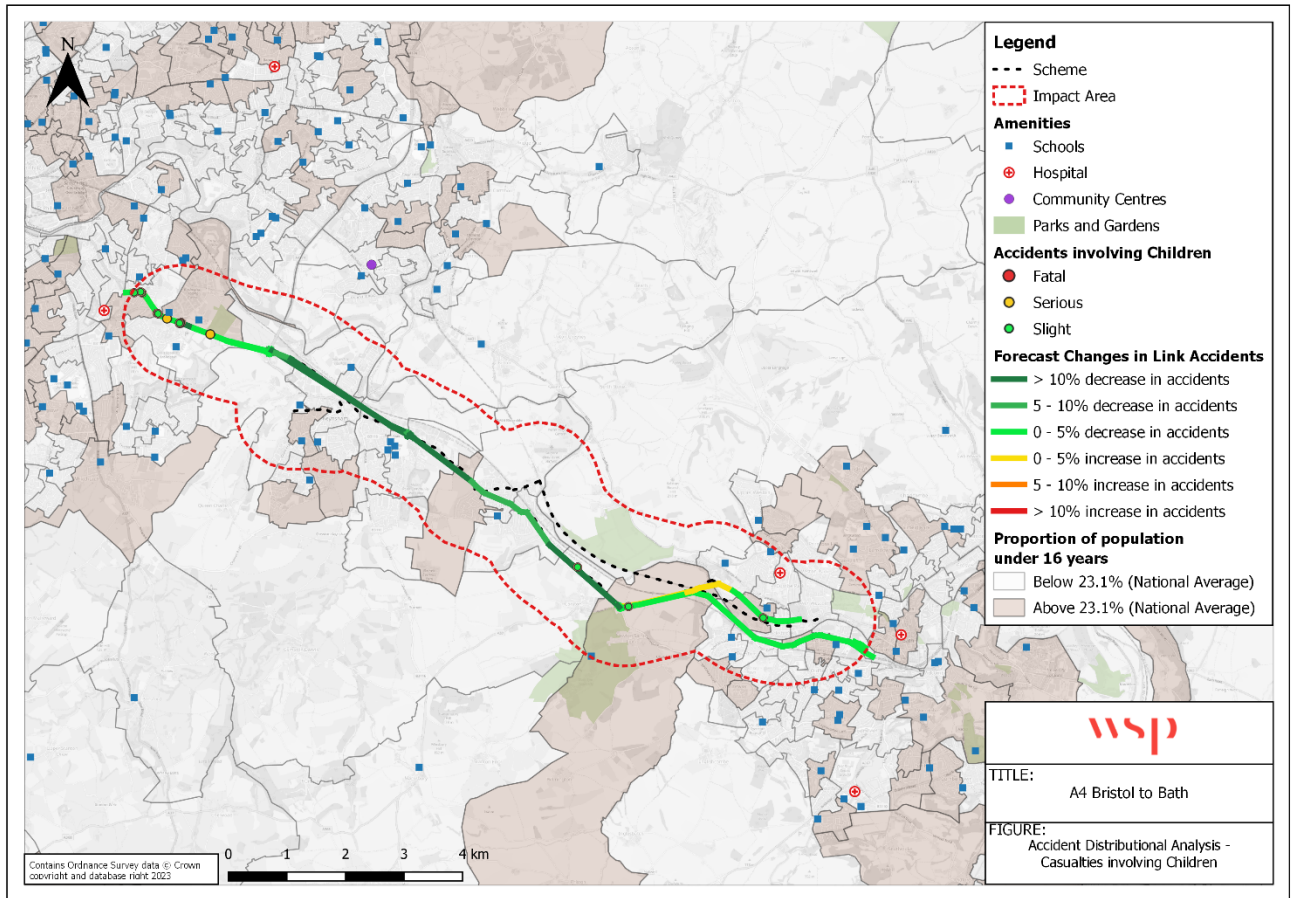 N
Legend
Scheme
Impact Area
Amenities
Schools
Hospital
Community Centres
Parks and Gardens
Accidents involving Children
Fatal
Serious
Slight
Forecast Changes in Link Accidents
> 10% decrease in accidents
5 - 10% decrease in accidents
0 - 5% decrease in accidents
0 - 5% increase in accidents
5 - 10% increase in accidents
> 10% increase in accidents
Proportion of population
under 16 years
Below 23.1% (National Average)
Above 23.1% (National Average)
wsp
TITLE:
A4 Bristol to Bath
FIGURE:
Accident Distributional Analysis -
Casualties involving Children
Contains Ordnance Survey data © Crown
copyright and database right 2023
0 1 2 3 4 km